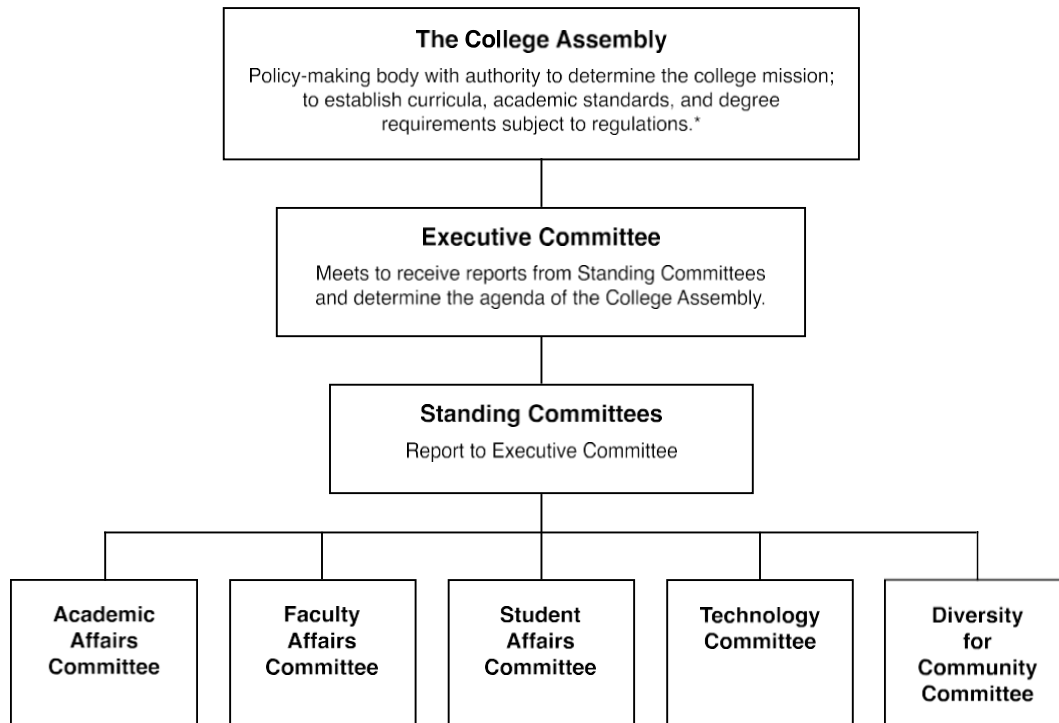 The College Assembly
Policy-making body with authority to determine the college mission;
to establish curricula, academic standards, and degree
requirements subject to regulations.*
Executive Committee
Meets to receive reports from Standing Committees
and determine the agenda of the College Assembly.
Standing Committees
Report to Executive Committee
Academic
Affairs
Committee
Faculty
Affairs
Committee
Student
Affairs
Committee
Technology
Committee
Diversity
for
Community
Committee